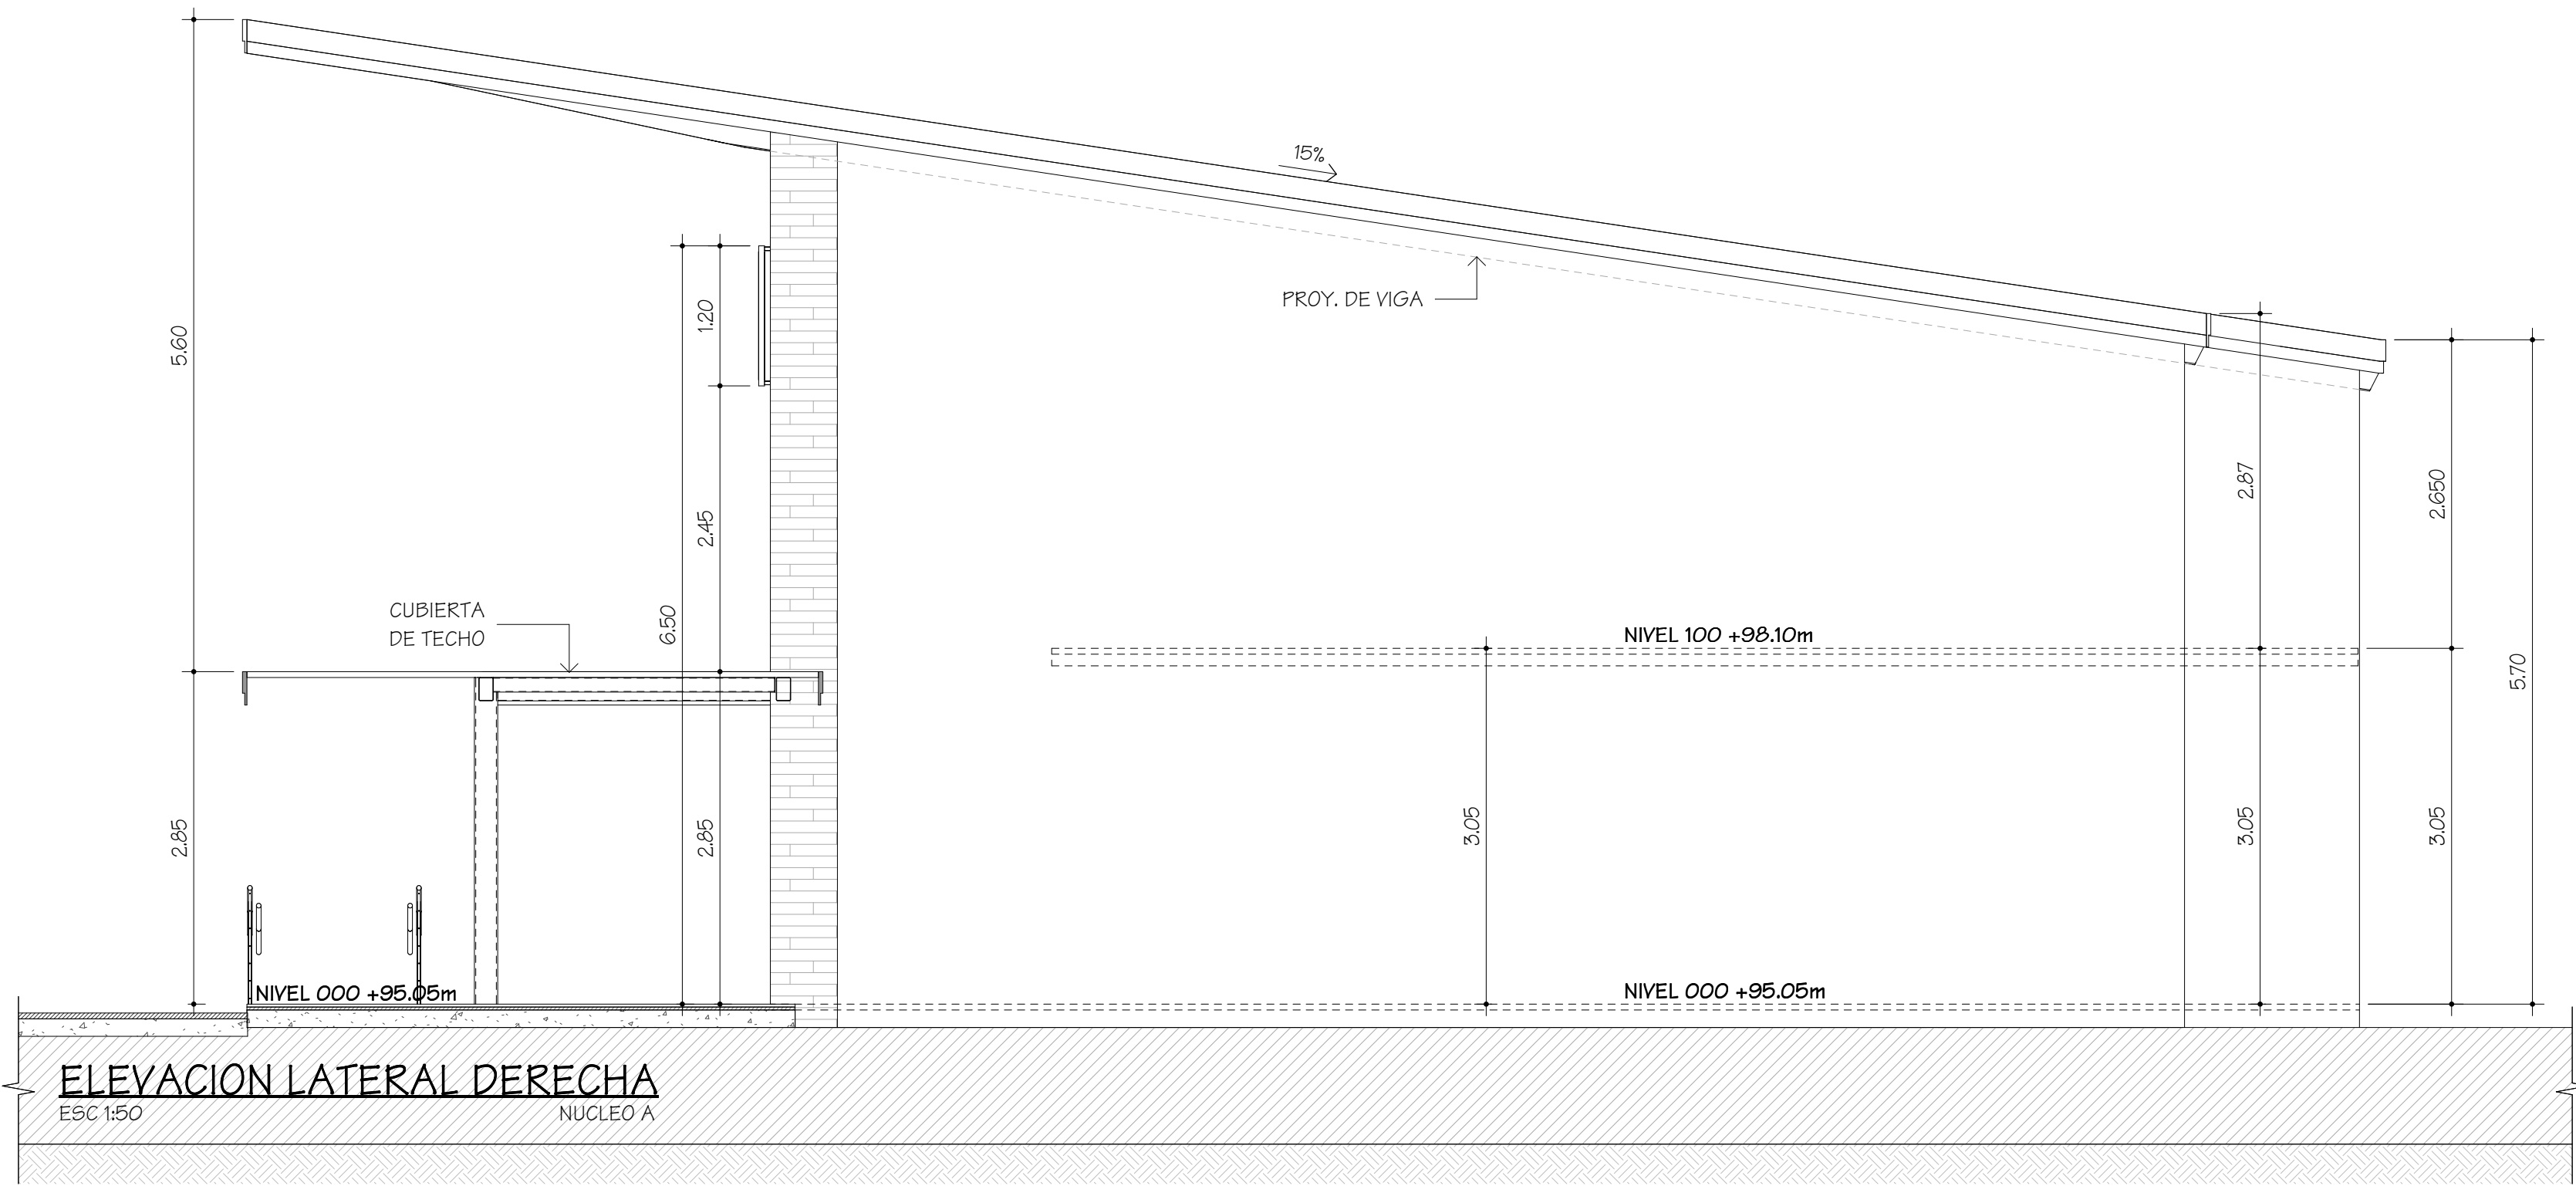 15%
PROY. DE VIGA
5.60
1.20
2.45
6.50
CUBIERTA
DE TECHO
2.85
2.85
NIVEL 100 +98.10m
2.87
2.650
5.70
3.05
3.05
3.05
NIVEL 000 +95.05m
NIVEL 000 +95.05m
ELEVACION LATERAL DERECHA
ESC 1:50
NUCLEO A